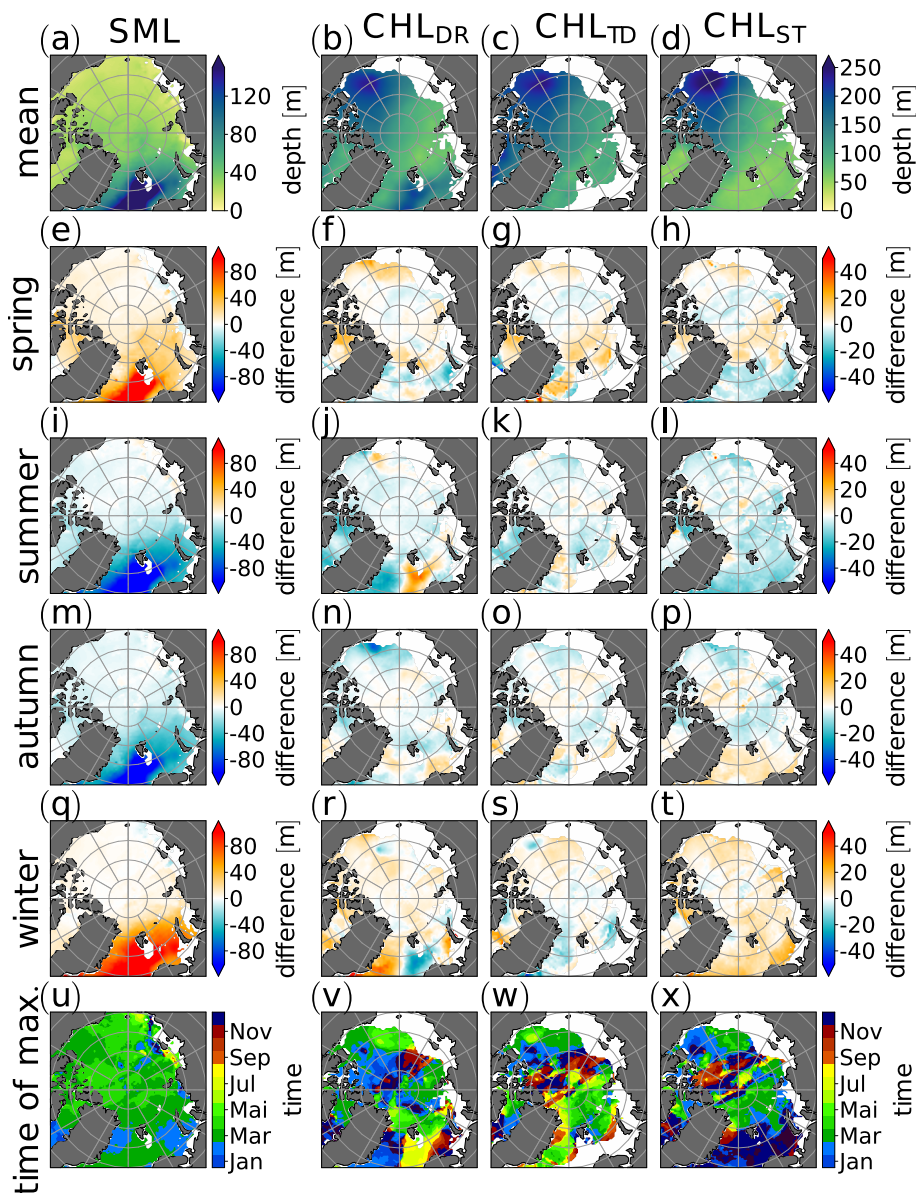 SML CHL_DR CHL_TD CHL_ST
(a) (b) (c) (d)
mean
120
80
40
0
depth [m]
250
200
150
100
50
0
depth [m]
(e) (f) (g) (h)
spring
80
40
0
-40
-80
difference [m]
40
20
0
-20
-40
difference [m]
(i) (j) (k) (l)
summer
80
40
0
-40
-80
difference [m]
40
20
0
-20
-40
difference [m]
(m) (n) (o) (p)
autumn
80
40
0
-40
-80
difference [m]
40
20
0
-20
-40
difference [m]
(q) (r) (s) (t)
winter
80
40
0
-40
-80
difference [m]
40
20
0
-20
-40
difference [m]
(u) (v) (w) (x)
time of max.
Nov
Sep
Jul
Mai
Mar
Jan
time
Nov
Sep
Jul
Mai
Mar
Jan
time